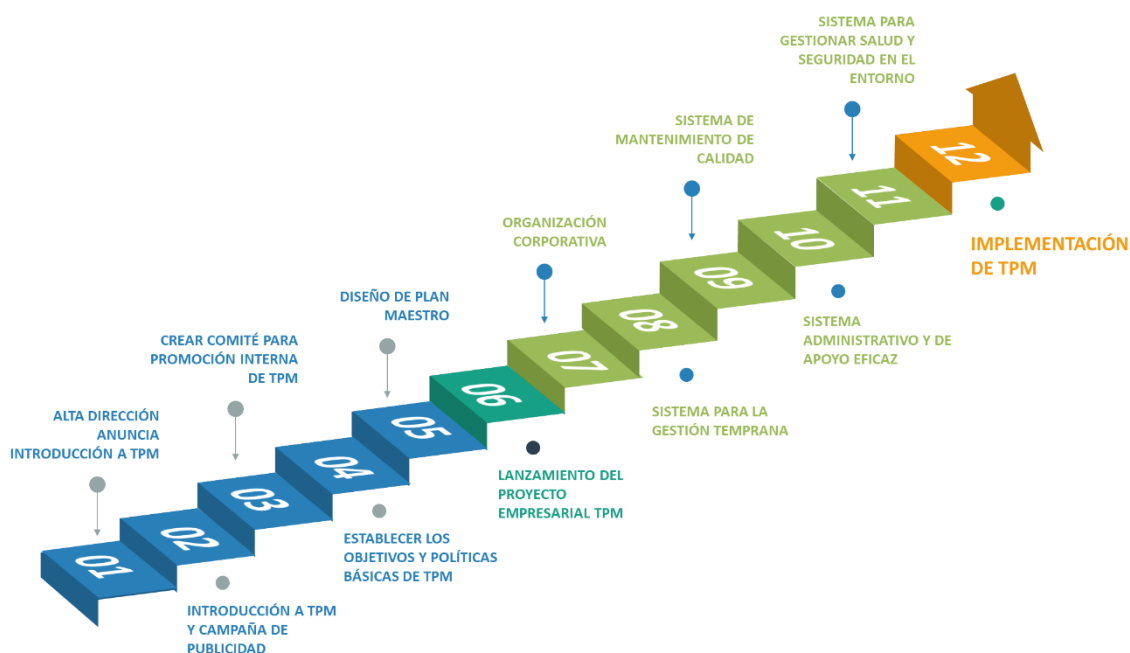 01
ALTA DIRECCIÓN
ANUNCIA
INTRODUCCIÓN A TPM
02
INTRODUCCIÓN A TPM
Y CAMPAÑA DE
PUBLICIDAD
03
CREAR COMITÉ PARA
PROMOCIÓN INTERNA
DE TPM
04
ESTABLECER LOS
OBJETIVOS Y POLÍTICAS
BÁSICAS DE TPM
05
DISEÑO DE PLAN
MAESTRO
06
LANZAMIENTO DEL
PROYECTO
EMPRESARIAL TPM
07
ORGANIZACIÓN
CORPORATIVA
08
SISTEMA PARA LA
GESTIÓN TEMPRANA
09
SISTEMA DE
MANTENIMIENTO DE
CALIDAD
10
SISTEMA
ADMINISTRATIVO Y DE
APOYO EFICAZ
11
SISTEMA PARA
GESTIONAR SALUD Y
SEGURIDAD EN EL
ENTORNO
12
IMPLEMENTACIÓN
DE TPM